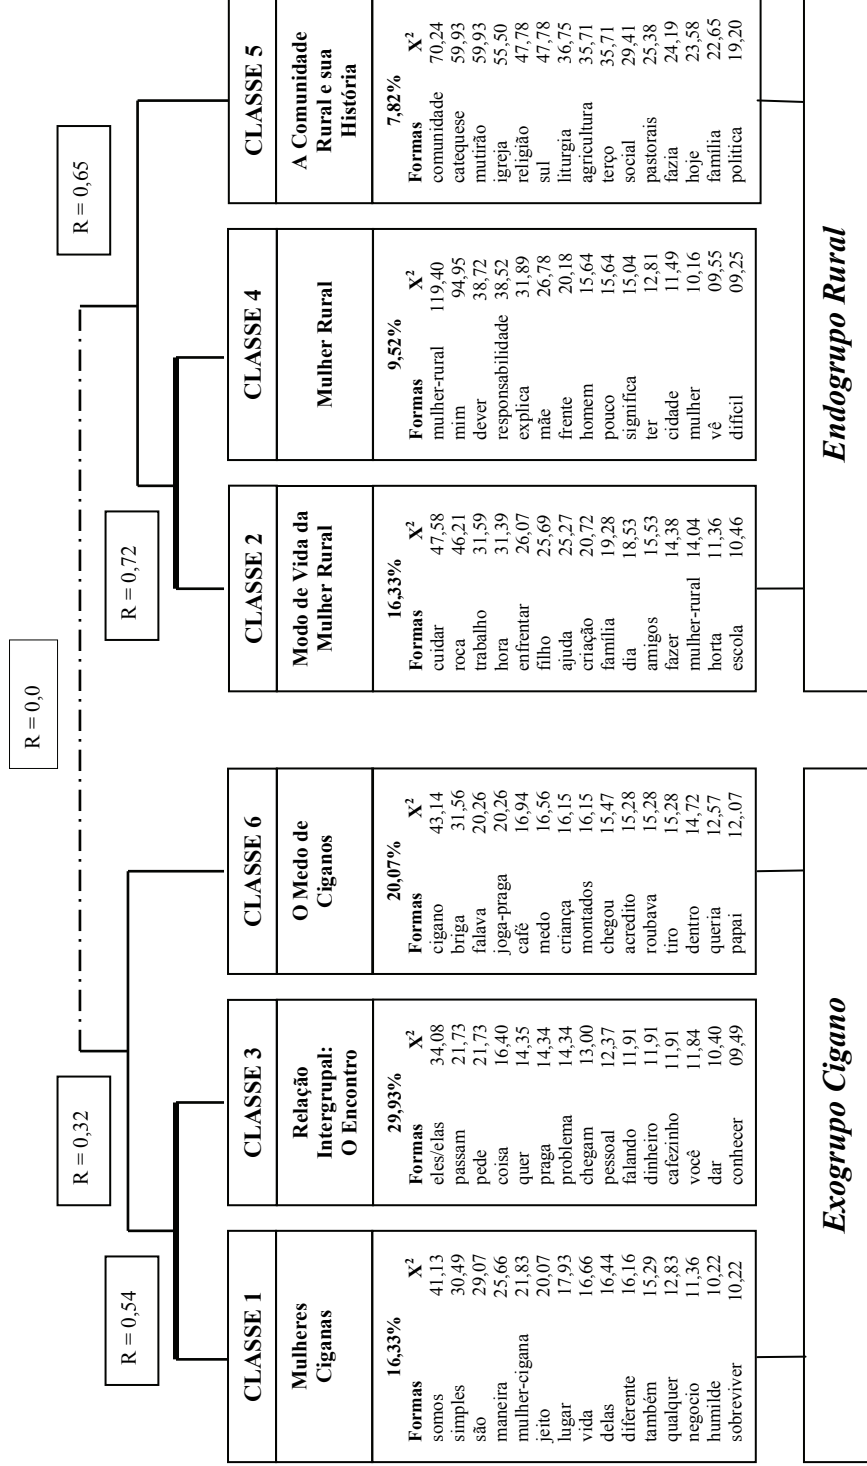 R = 0,0
R = 0,32
R = 0,65
R = 0,54
R = 0,72
CLASSE 1
Mulheres
Ciganas
16,33%
Formas X²
somos 41,13
simples 30,49
são 29,07
maneira 25,66
mulher-cigana 21,83
jeito 20,07
lugar 17,93
vida 16,66
delas 16,44
diferente 16,16
também 15,29
qualquer 12,83
negocio 11,36
humilde 10,22
sobreviver 10,22
CLASSE 3
Relação
Intergrupal:
O Encontro
29,93%
Formas X²
eles/elas 34,08
passam 21,73
pede 21,73
coisa 16,40
quer 14,35
praga 14,34
problema 14,34
chegam 13,00
pessoal 12,37
falando 11,91
dinheiro 11,91
cafezinho 11,91
você 11,84
dar 10,40
conhecer 09,49
CLASSE 6
O Medo de
Ciganos
20,07%
Formas X²
cigano 43,14
briga 31,56
falava 20,26
joga-praga 20,26
café 16,94
medo 16,56
criança 16,15
montados 16,15
chegou 15,47
acredito 15,28
roubava 15,28
tiro 15,28
dentro 14,72
queria 12,57
papai 12,.07
CLASSE 2
Modo de Vida da
Mulher Rural
16,33%
Formas X²
cuidar 47,58
roca 46,21
trabalho 31,59
hora 31,39
enfrentar 26,07
filho 25,69
ajuda 25,27
criação 20,72
família 19,28
dia 18,53
amigos 15,53
fazer 14,38
mulher-rural 14,04
horta 11,36
escola 10,46
CLASSE 4
Mulher Rural
9,52%
Formas X²
mulher-rural 119,40
mim 94,95
dever 38,72
responsabilidade 38,52
explica 31,89
mãe 26,78
frente 20,18
homem 15,64
pouco 15,64
significa 15,04
ter 12,81
cidade 11,49
mulher 10,16
vê 09,55
dificil 09,25
CLASSE 5
A Comunidade
Rural e sua
História
7,82%
Formas X²
comunidade 70,24
catequese 59,93
mutirão 59,93
igreja 55,50
religião 47,78
sul 47,78
liturgia 36,75
agricultura 35,71
terço 35,71
social 29,41
pastorais 25,38
fazia 24,19
hoje 23,58
família 22,65
politica 19,20
Exogrupo Cigano
Endogrupo Rural